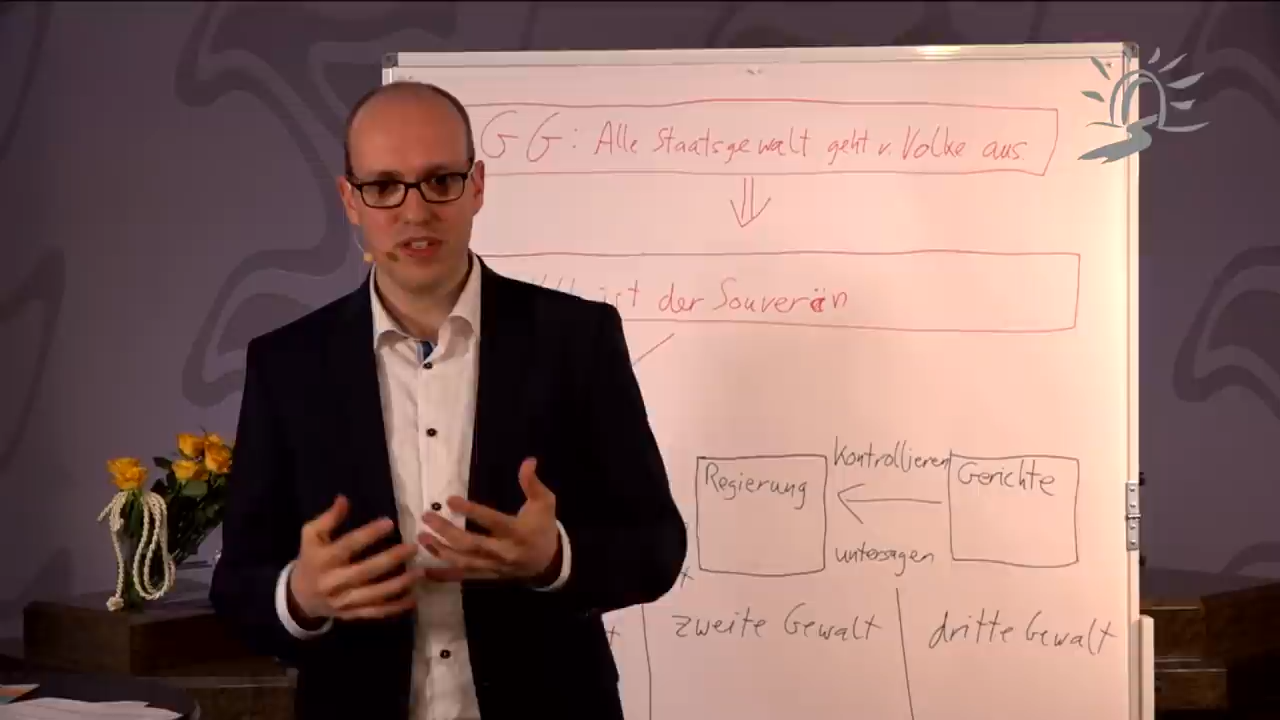 GG: Alle Staatsgewalt geht v. Volke aus
ist der Souverän
Kontrollieren
Regierung
Gerichte
untersagen
zweite Gewalt
dritte Gewalt